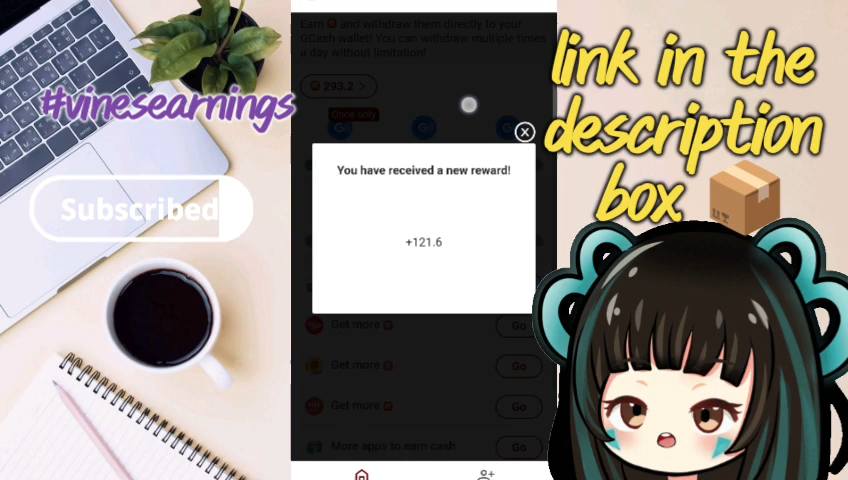 Earn and withdraw them directly to your
GCash wallet! You can withdraw multiple times
a day without limitation!
293.2 >
#vinesearnings
link in the
description
box
Once only
G
G
X
You have received a new reward!
+121.6
Subscribed
Get more
Go
Get more
Go
Get more
Go
More apps to earn cash
Go